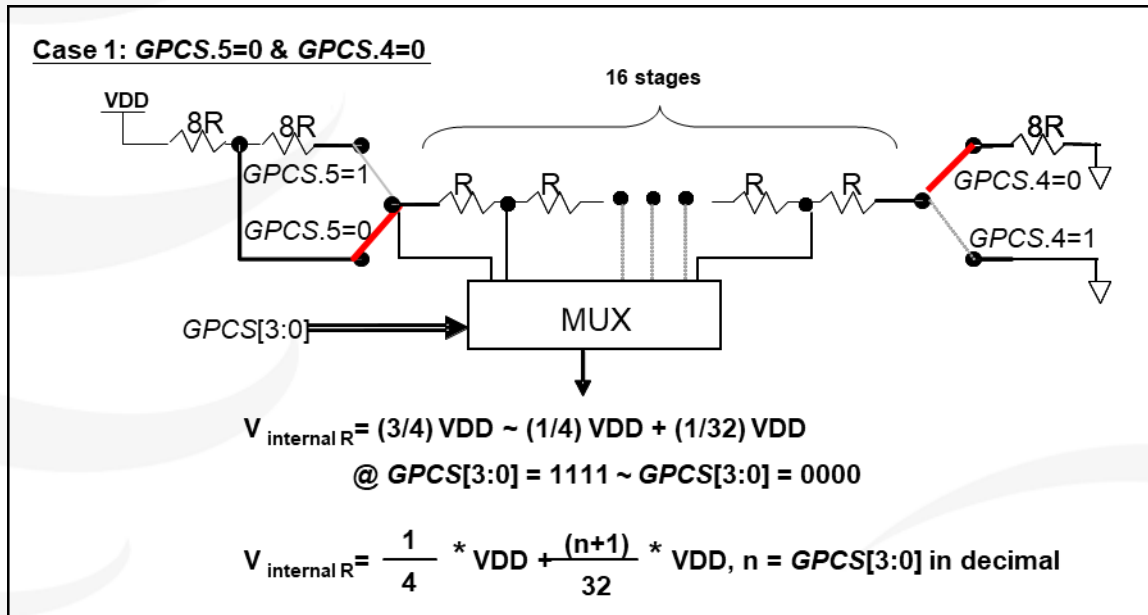 Case 1: GPCS.5=0 & GPCS.4=0
16 stages
VDD
8R
8R
8R
GPCS.5=1
GPCS.4=0
R
R
R
R
GPCS.5=0
GPCS.4=1
GPCS[3:0]
MUX
V internal R= (3/4) VDD ~ (1/4) VDD + (1/32) VDD
@ GPCS[3:0] = 1111 ~ GPCS[3:0] = 0000
V internal R= 1/4 * VDD + (n+1)/32 * VDD, n = GPCS[3:0] in decimal